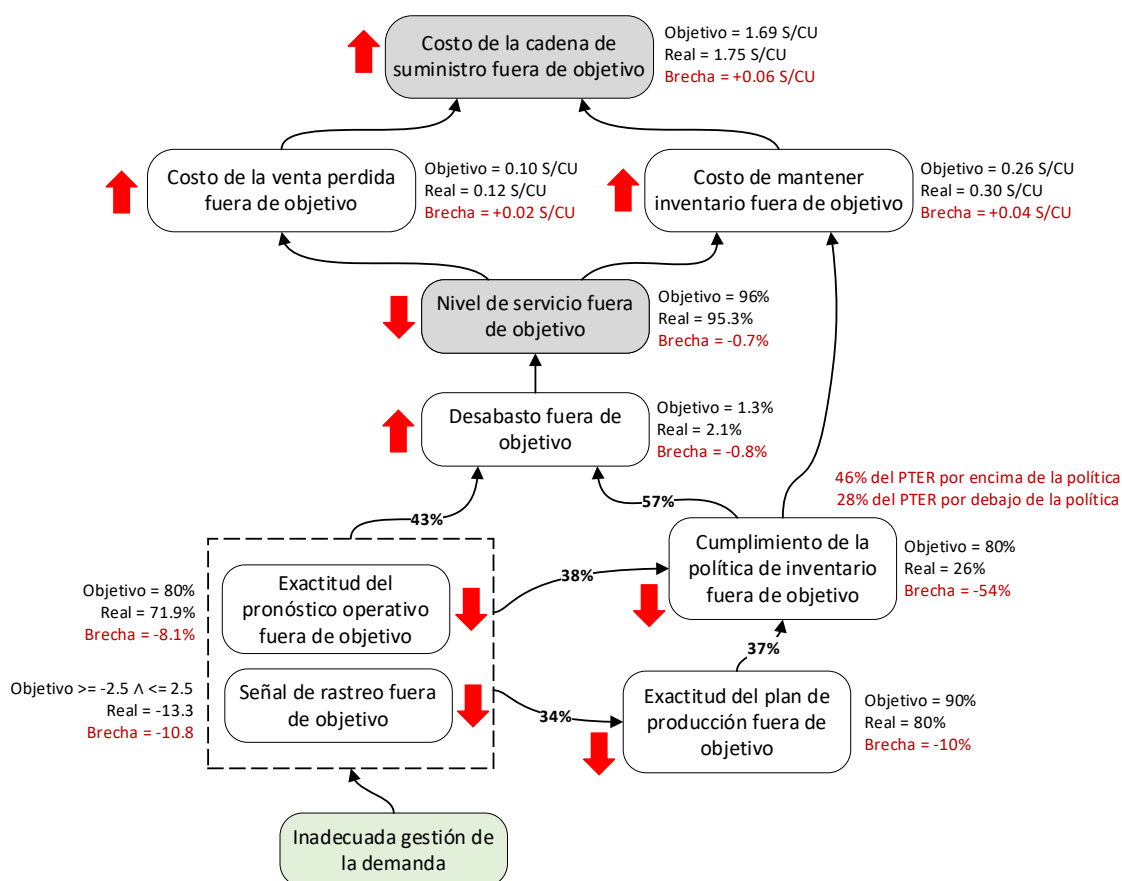 Costo de la cadena de
suministro fuera de objetivo
Objetivo = 1.69 S/CU
Real = 1.75 S/CU
Brecha = +0.06 S/CU
Costo de la venta perdida
fuera de objetivo
Objetivo = 0.10 S/CU
Real = 0.12 S/CU
Brecha = +0.02 S/CU
Costo de mantener
inventario fuera de objetivo
Objetivo = 0.26 S/CU
Real = 0.30 S/CU
Brecha = +0.04 S/CU
Nivel de servicio fuera
de objetivo
Objetivo = 96%
Real = 95.3%
Brecha = -0.7%
Desabasto fuera de
objetivo
Objetivo = 1.3%
Real = 2.1%
Brecha = -0.8%
46% del PTER por encima de la política
28% del PTER por debajo de la política
43%
57%
Cumplimiento de la
política de inventario
fuera de objetivo
Objetivo = 80%
Real = 26%
Brecha = -54%
Objetivo = 80%
Real = 71.9%
Brecha = -8.1%
Exactitud del
pronóstico operativo
fuera de objetivo
38%
37%
Objetivo >= -2.5 Λ <= 2.5
Real = -13.3
Brecha = -10.8
Señal de rastreo fuera
de objetivo
34%
Exactitud del plan de
producción fuera de
objetivo
Objetivo = 90%
Real = 80%
Brecha = -10%
Inadecuada gestión de
la demanda